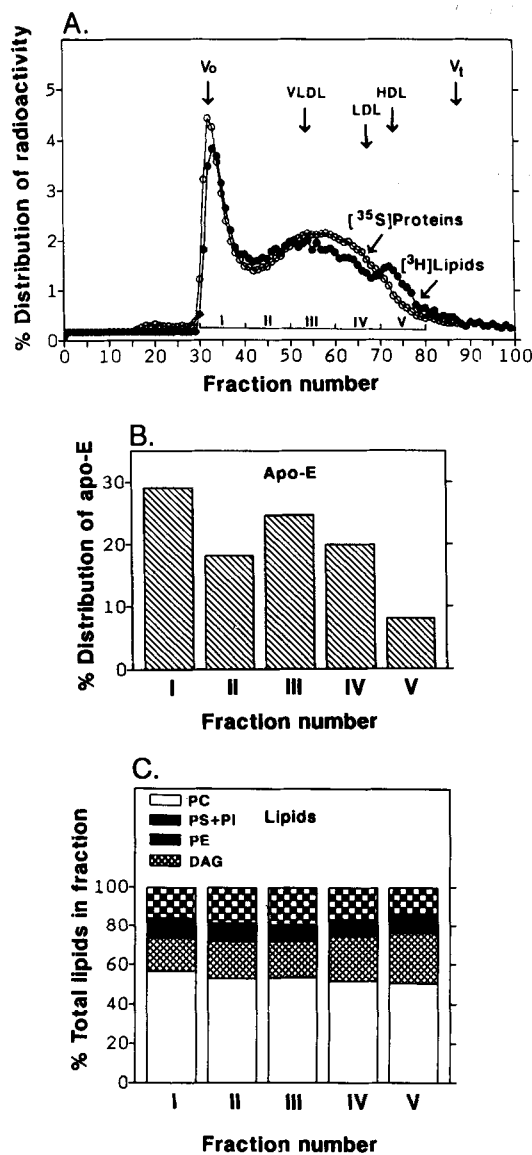 A.
% Distribution of radioactivity
5
4
3
2
1
0
Vo
VLDL
LDL
HDL
Vt
[35S]Proteins
[3H]Lipids
I II III IV V
0 10 20 30 40 50 60 70 80 90 100
Fraction number
B.
% Distribution of apo-E
30
20
10
0
Apo-E
I II III IV V
Fraction number
C.
% Total lipids in fraction
PC
PS+PI
PE
DAG
Lipids
100
80
60
40
20
0
I II III IV V
Fraction number